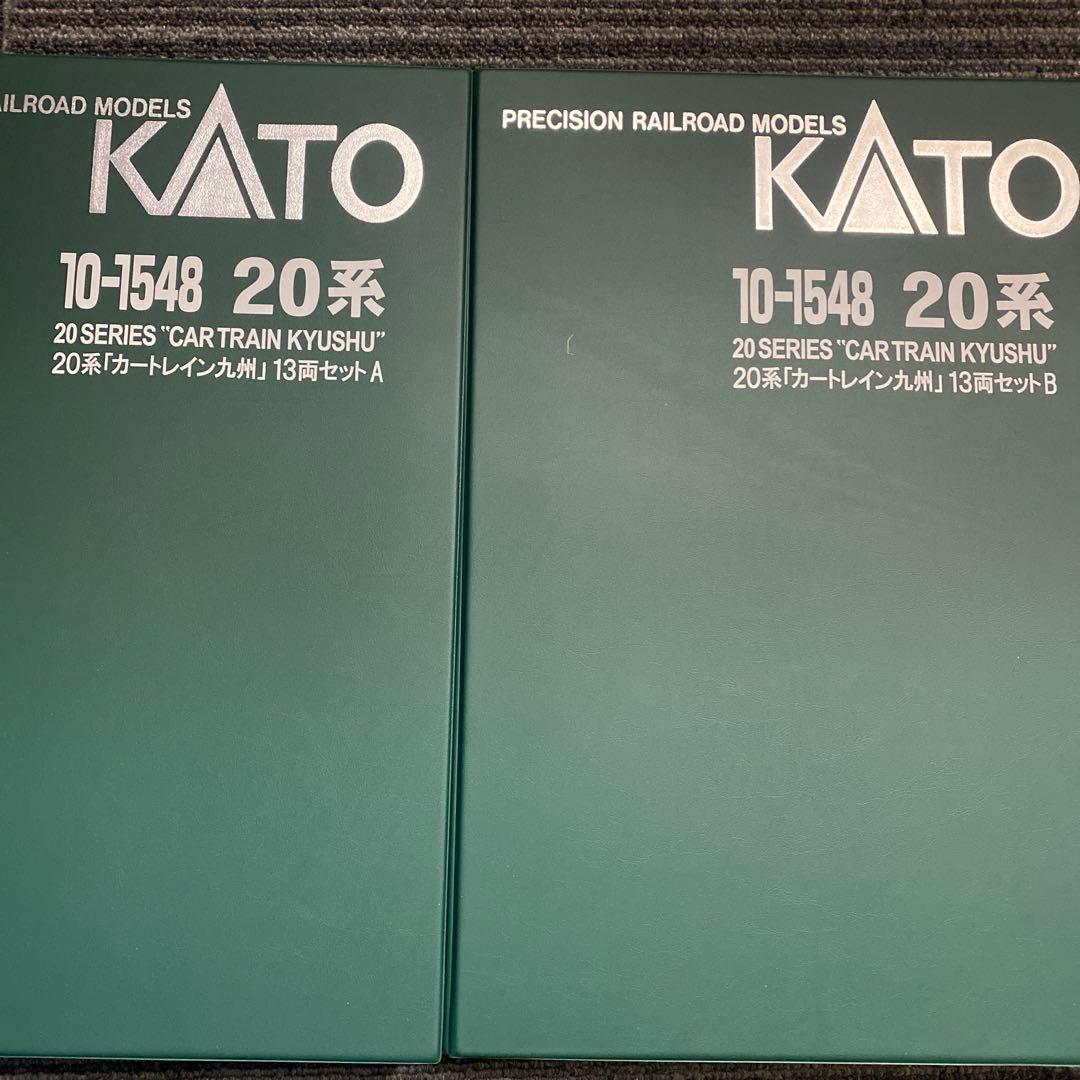 RAILROAD MODELS
KATO
10-1548 20系
20 SERIES "CAR TRAIN KYUSHU"
20系「カートレイン九州」13両セットA
PRECISION RAILROAD MODELS
KATO
10-1548 20系
20 SERIES "CAR TRAIN KYUSHU"
20系「カートレイン九州」13両セットB